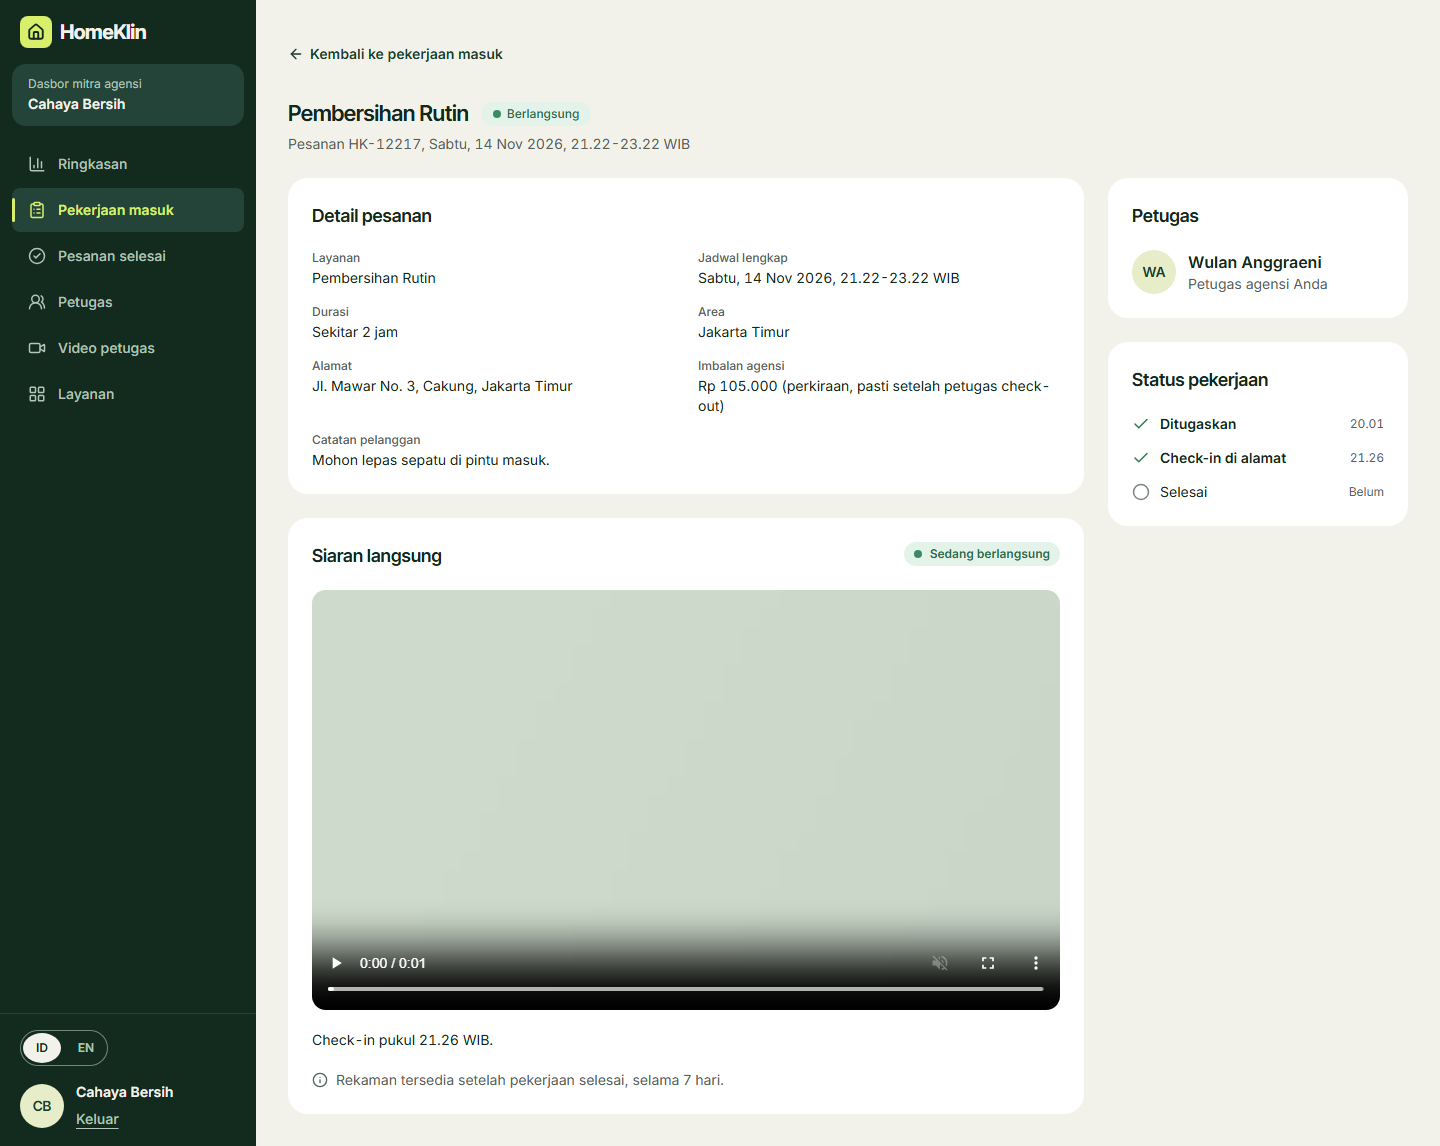 HomeKlin
Dasbor mitra agensi
Cahaya Bersih
Ringkasan
Pekerjaan masuk
Pesanan selesai
Petugas
Video petugas
Layanan
ID EN
CB
Cahaya Bersih
Keluar
Kembali ke pekerjaan masuk
Pembersihan Rutin
Berlangsung
Pesanan HK-12217, Sabtu, 14 Nov 2026, 21.22-23.22 WIB
Detail pesanan
Layanan
Pembersihan Rutin
Jadwal lengkap
Sabtu, 14 Nov 2026, 21.22-23.22 WIB
Durasi
Sekitar 2 jam
Area
Jakarta Timur
Alamat
Jl. Mawar No. 3, Cakung, Jakarta Timur
Imbalan agensi
Rp 105.000 (perkiraan, pasti setelah petugas check-
out)
Catatan pelanggan
Mohon lepas sepatu di pintu masuk.
Siaran langsung
Sedang berlangsung
0:00 / 0:01
Check-in pukul 21.26 WIB.
Rekaman tersedia setelah pekerjaan selesai, selama 7 hari.
Petugas
WA
Wulan Anggraeni
Petugas agensi Anda
Status pekerjaan
Ditugaskan 20.01
Check-in di alamat 21.26
Selesai Belum